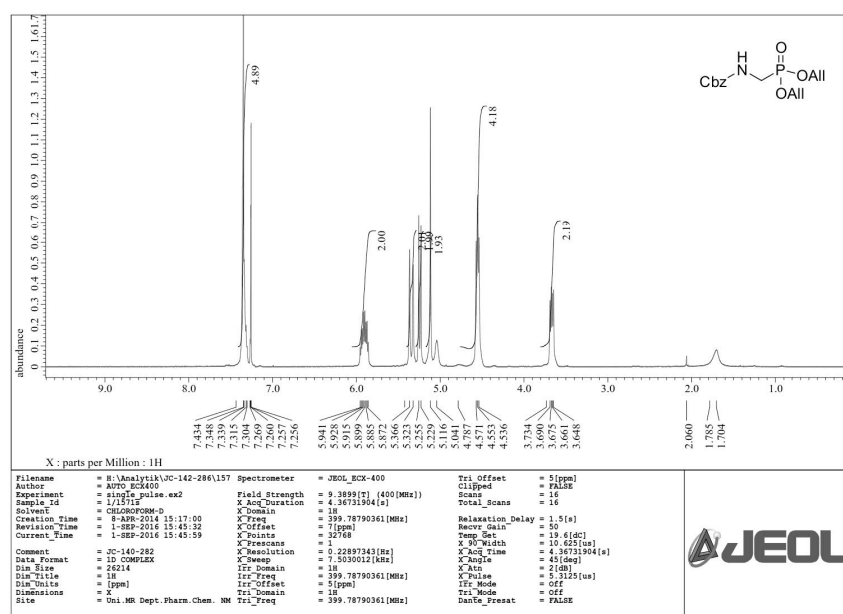 1.61.7
1.5
1.4
1.3
1.2
1.1
1.0
0.9
0.8
0.7
0.6
0.5
0.4
0.3
0.2
0.1
0
abundance
4.89
2.00
1.93
4.18
2.19
O
H
N
P
Cbz
OAll
OAll
9.0 8.0 7.0 6.0 5.0 4.0 3.0 2.0 1.0
7.434
7.348
7.339
7.315
7.304
7.269
7.260
7.257
7.256
5.941
5.928
5.915
5.899
5.885
5.872
5.366
5.323
5.255
5.229
5.116
5.041
4.787
4.571
4.553
4.536
3.734
3.690
3.675
3.661
3.648
2.060
1.785
1.704
X : parts per Million : 1H
Filename = H:\Analytik\JC-142-286\157
Author = AUTO ECX400
Experiment = single_pulse.ex2
Sample_Id = 1/1571s
Solvent = CHLOROFORM-D
Creation_Time = 8-APR-2014 15:17:00
Revision_Time = 1-SEP-2016 15:45:32
Current_Time = 1-SEP-2016 15:45:59
Comment = JC-140-282
Data_Format = 1D COMPLEX
Dim_Size = 26214
Dim_Title = 1H
Dim_Units = [ppm]
Dimensions = X
Site = Uni.MR Dept.Pharm.Chem. NM
Spectrometer = JEOL_ECX-400
Field_Strength = 9.3899[T] (400[MHz])
X_Acq_Duration = 4.36731904[s]
X_Domain = 1H
X_Freq = 399.78790361[MHz]
X_Offset = 7[ppm]
X_Points = 32768
X_Prescans = 1
X_Resolution = 0.22897343[Hz]
X_Sweep = 7.5030012[kHz]
Irr_Domain = 1H
Irr_Freq = 399.78790361[MHz]
Irr_Offset = 5[ppm]
Tri_Domain = 1H
Tri_Freq = 399.78790361[MHz]
Tri_Offset = 5[ppm]
Clipped = FALSE
Scans = 16
Total_Scans = 16
Relaxation_Delay = 1.5[s]
Recvr_Gain = 50
Temp_Get = 19.6[dC]
X_90_Width = 10.625[us]
X_Acq_Time = 4.36731904[s]
X_Angle = 45[deg]
X_Atn = 2[dB]
X_Pulse = 5.3125[us]
Irr_Mode = Off
Tri_Mode = Off
Dante_Presat = FALSE
JEOL